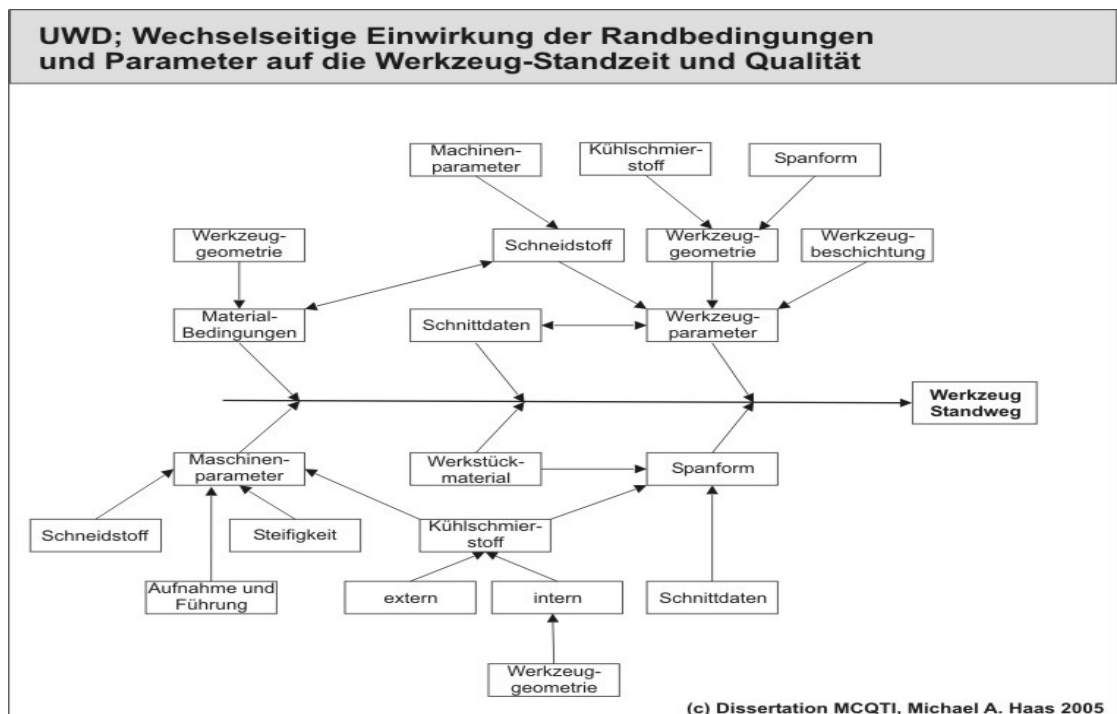 UWD; Wechselseitige Einwirkung der Randbedingungen
und Parameter auf die Werkzeug-Standzeit und Qualität
Machinen-
parameter
Kühlschmier-
stoff
Spanform
Werkzeug-
geometrie
Schneidstoff
Werkzeug-
geometrie
Werkzeug-
beschichtung
Material-
Bedingungen
Schnittdaten
Werkzeug-
parameter
Werkzeug
Standweg
Maschinen-
parameter
Werkstück-
material
Spanform
Schneidstoff
Steifigkeit
Kühlschmier-
stoff
Aufnahme und
Führung
extern
intern
Schnittdaten
Werkzeug-
geometrie
(c) Dissertation MCQTI, Michael A. Haas 2005